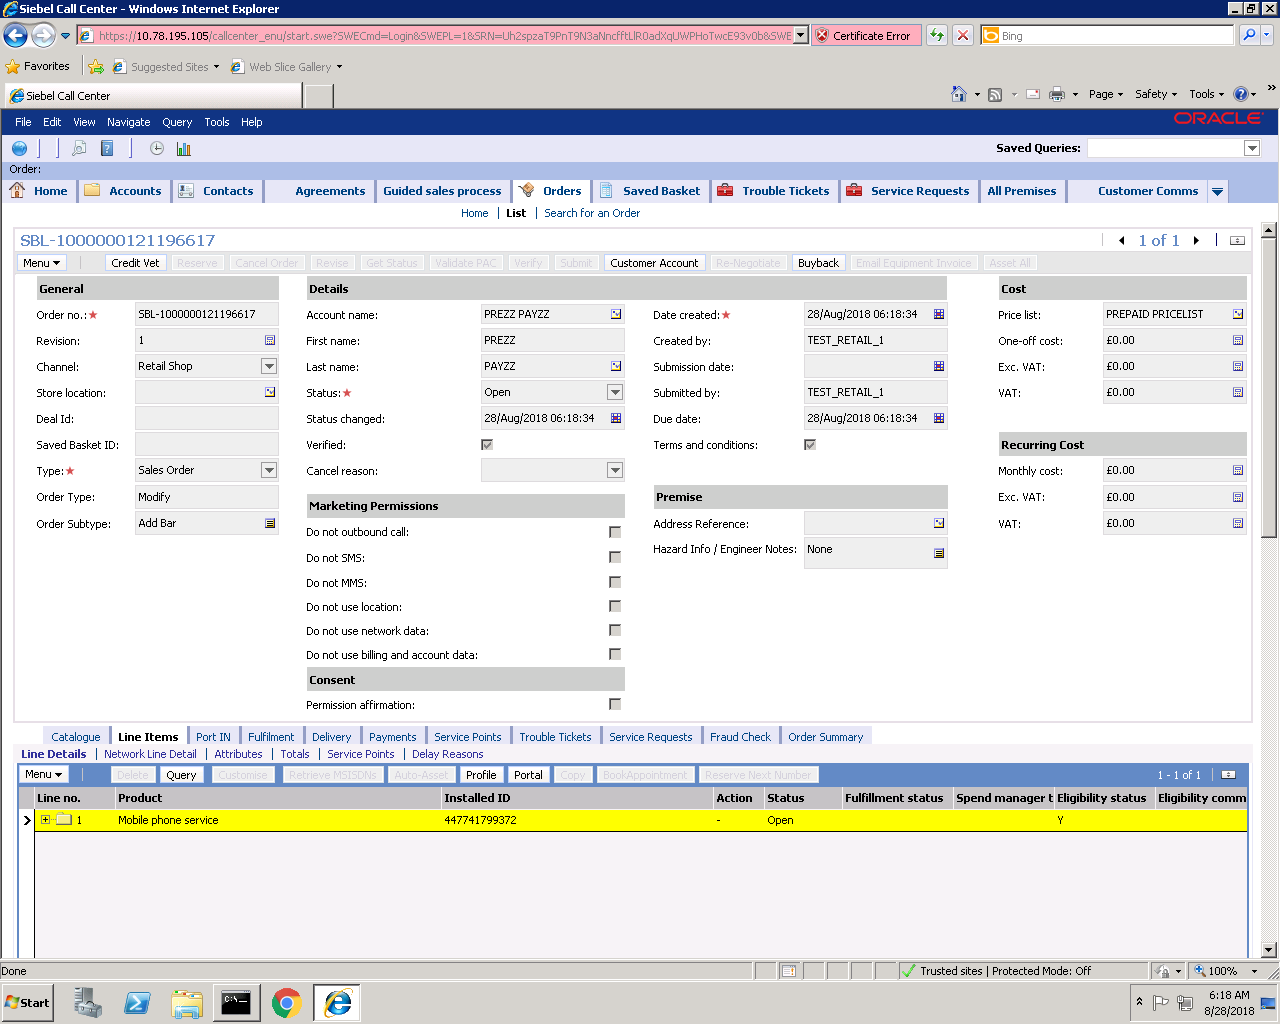 Siebel Call Center - Windows Internet Explorer
https://10.78.195.105/callcenter_enu/start.swe?SWECmd=Login&SWEPL=1&SRN= Certificate Error Bing
Favorites Suggested Sites Web Slice Gallery
Siebel Call Center Page Safety Tools
File Edit View Navigate Query Tools Help ORACLE
Saved Queries:
Order:
Home Accounts Contacts Agreements Guided sales process Orders Saved Basket Trouble Tickets Service Requests All Premises Customer Comms
Home List Search for an Order
SBL-1000000121196617 1 of 1
Menu Credit Vet Reserve Cancel Order Revise Get Status Validate PAC Verify Submit Customer Account Re-Negotiate Buyback Email Equipment Invoice Asset All
General Details Cost
Order no.:* SBL-1000000121196617 Account name: PREZZ PAYZZ Date created:* 28/Aug/2018 06:18:34 Price list: PREPAID PRICELIST
Revision: 1 First name: PREZZ Created by: TEST_RETAIL_1 One-off cost: £0.00
Channel: Retail Shop Last name: PAYZZ Submission date: Exc. VAT: £0.00
Store location: Status:* Open Submitted by: TEST_RETAIL_1 VAT: £0.00
Deal Id: Status changed: 28/Aug/2018 06:18:34 Due date: 28/Aug/2018 06:18:34
Saved Basket ID: Verified: Terms and conditions: Recurring Cost
Type:* Sales Order Cancel reason: Monthly cost: £0.00
Order Type: Modify Marketing Permissions Premise Exc. VAT: £0.00
Order Subtype: Add Bar Do not outbound call: Address Reference: VAT: £0.00
Do not SMS: Hazard Info / Engineer Notes: None
Do not MMS:
Do not use location:
Do not use network data:
Do not use billing and account data:
Consent
Permission affirmation:
Catalogue Line Items Port IN Fulfilment Delivery Payments Service Points Trouble Tickets Service Requests Fraud Check Order Summary
Line Details Network Line Detail Attributes Totals Service Points Delay Reasons
Menu Delete Query Customise Retrieve MSISDNs Auto-Asset Profile Portal Copy BookAppointment Reserve Next Number 1 - 1 of 1
Line no. Product Installed ID Action Status Fulfillment status Spend manager t Eligibility status Eligibility comm
1 Mobile phone service 447741799372 - Open Y
Done Trusted sites | Protected Mode: Off 100%
Start 6:18 AM
8/28/2018